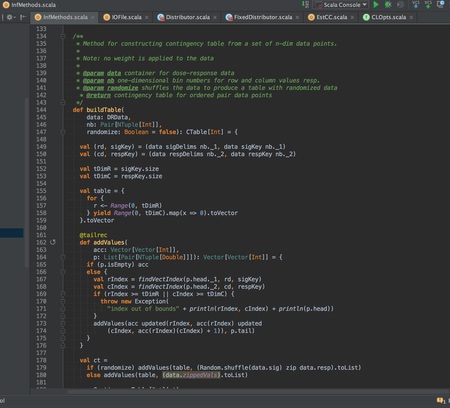 InfMethods.scala
Scala Console
InfMethods.scala IOFile.scala Distributor.scala FixedDistributor.scala EstCC.scala CLOpts.scala
133
134 /**
135 * Method for constructing contingency table from a set of n-dim data points.
136 *
137 * Note: no weight is applied to the data
138 *
139 * @param data container for dose-response data
140 * @param nb one-dimensional bin numbers for row and column values resp.
141 * @param randomize shuffles the data to produce a table with randomized data
142 * @return contingency table for ordered pair data points
143 */
144 def buildTable(
145 data: DRData,
146 nb: Pair[NTuple[Int]],
147 randomize: Boolean = false): CTable[Int] = {
148
149 val (rd, sigKey) = (data sigDelims nb._1, data sigKey nb._1)
150 val (cd, respKey) = (data respDelims nb._2, data respKey nb._2)
151
152 val tDimR = sigKey.size
153 val tDimC = respKey.size
154
155 val table = {
156 for {
157 r <- Range(0, tDimR)
158 } yield Range(0, tDimC).map(x => 0).toVector
159 }.toVector
160
161 @tailrec
162 def addValues(
163 acc: Vector[Vector[Int]],
164 p: List[Pair[NTuple[Double]]]): Vector[Vector[Int]] = {
165 if (p.isEmpty) acc
166 else {
167 val rIndex = findVectIndex(p.head._1, rd, sigKey)
168 val cIndex = findVectIndex(p.head._2, cd, respKey)
169 if (rIndex >= tDimR || cIndex >= tDimC) {
170 throw new Exception(
171 "index out of bounds" + println(rIndex, cIndex) + println(p.head))
172 }
173 addValues(acc updated(rIndex, acc(rIndex) updated
174 (cIndex, acc(rIndex)(cIndex) + 1)), p.tail)
175 }
176 }
177
178 val ct =
179 if (randomize) addValues(table, (Random.shuffle(data.sig) zip data.resp).toList)
180 else addValues(table, (data.zippedVals).toList)
181